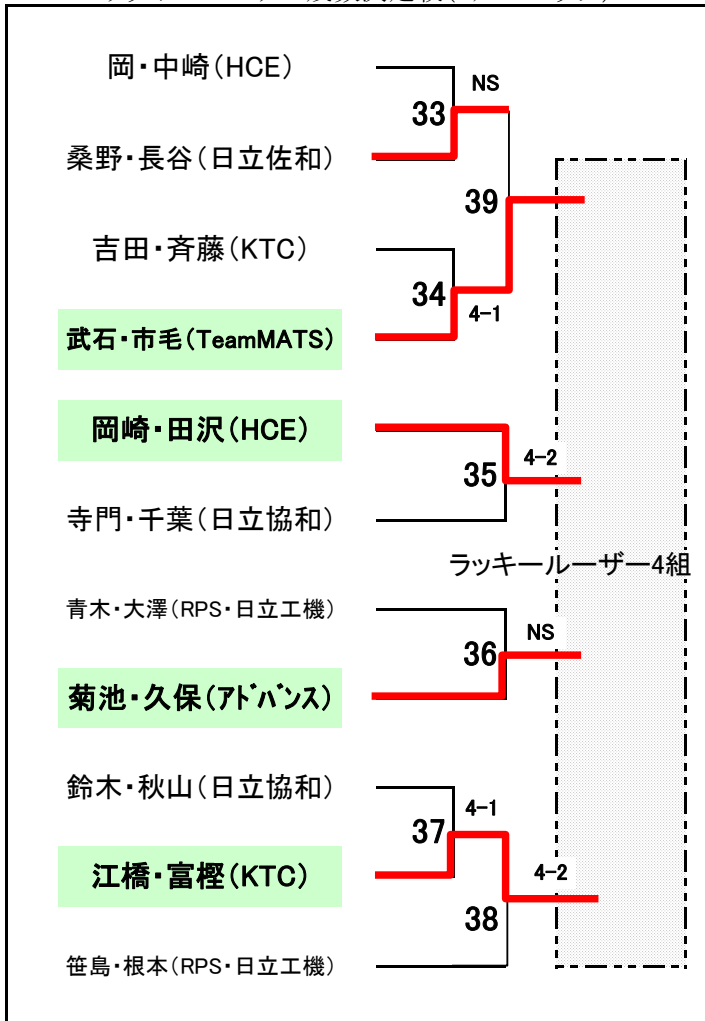 岡・中崎(HCE)
NS
33
桑野・長谷(日立佐和)
39
吉田・斉藤(KTC)
34
4-1
武石・市毛(TeamMATS)
岡崎・田沢(HCE)
4-2
35
寺門・千葉(日立協和)
ラッキールーザー4組
青木・大澤(RPS・日立工機)
NS
36
菊池・久保(アドバンス)
鈴木・秋山(日立協和)
4-1
37
江橋・富樫(KTC)
4-2
38
笹島・根本(RPS・日立工機)